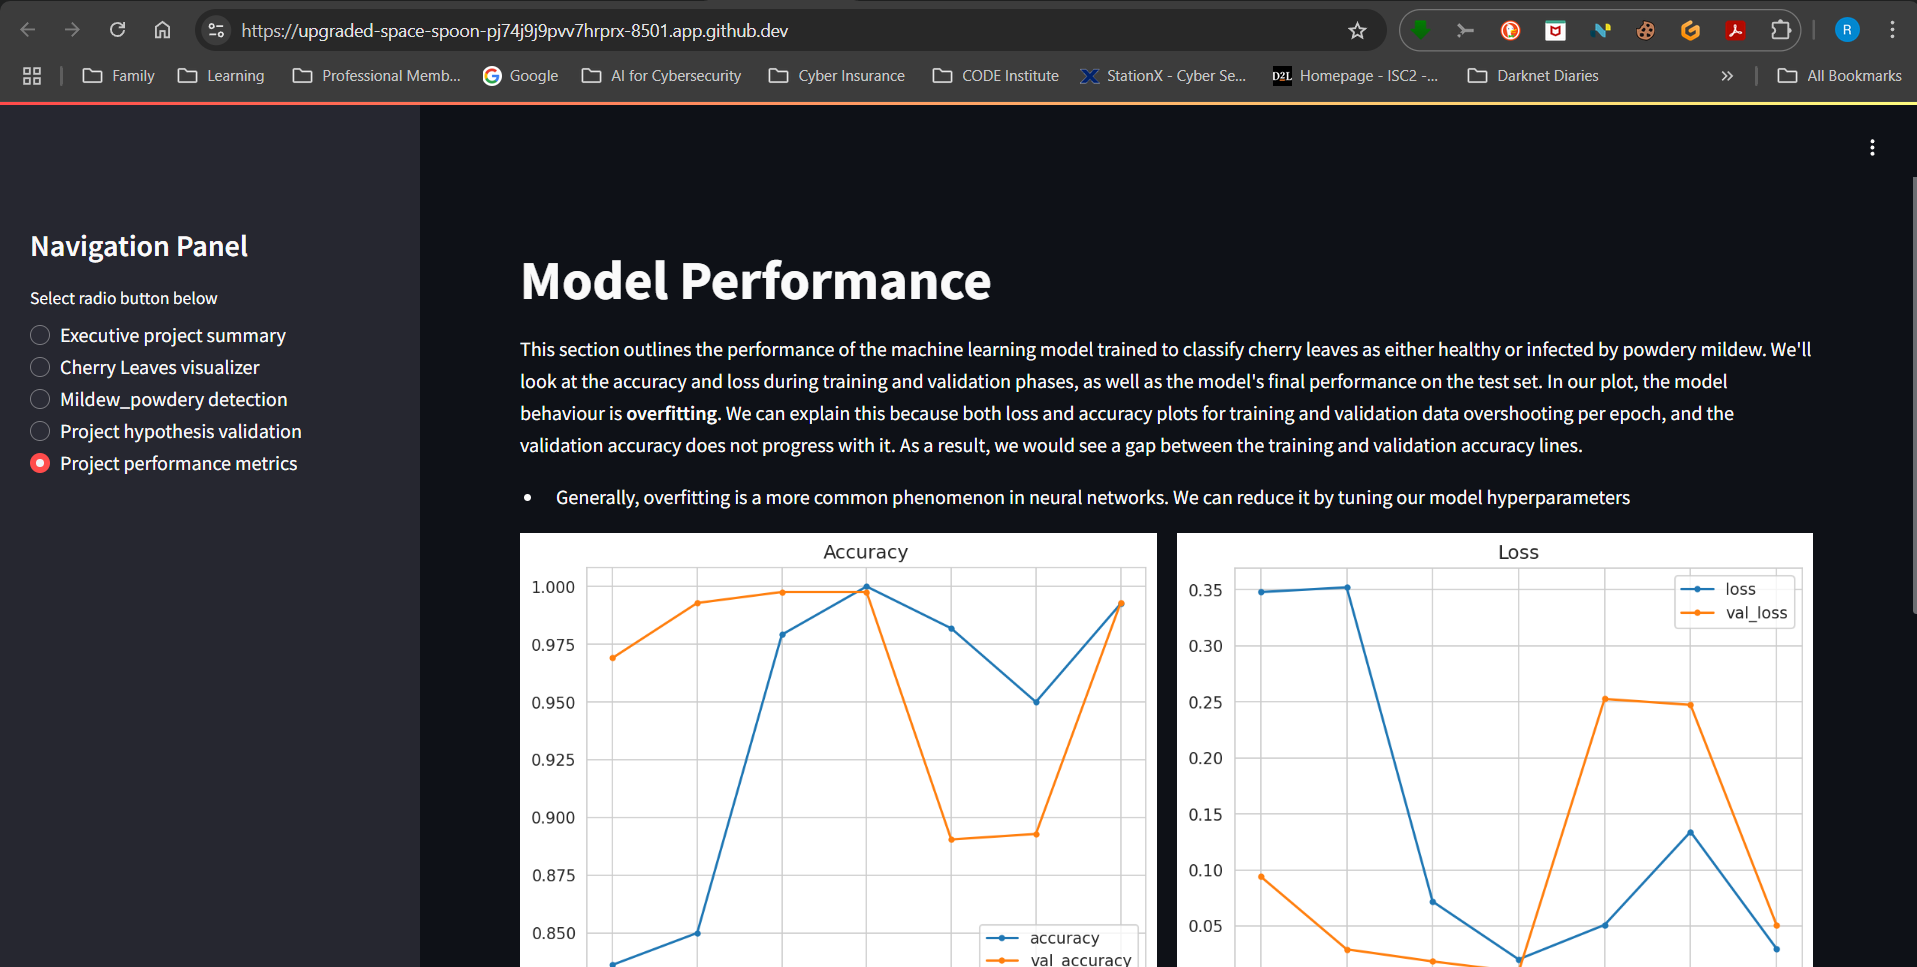 https://upgraded-space-spoon-pj74j9j9pvv7hrprx-8501.app.github.dev
R
Family
Learning
Professional Memb...
Google
AI for Cybersecurity
Cyber Insurance
CODE Institute
StationX - Cyber Se...
D2L
Homepage - ISC2 -...
Darknet Diaries
»
All Bookmarks
Navigation Panel
Select radio button below
Executive project summary
Cherry Leaves visualizer
Mildew_powdery detection
Project hypothesis validation
Project performance metrics
Model Performance
This section outlines the performance of the machine learning model trained to classify cherry leaves as either healthy or infected by powdery mildew. We'll
look at the accuracy and loss during training and validation phases, as well as the model's final performance on the test set. In our plot, the model
behaviour is overfitting. We can explain this because both loss and accuracy plots for training and validation data overshooting per epoch, and the
validation accuracy does not progress with it. As a result, we would see a gap between the training and validation accuracy lines.
• Generally, overfitting is a more common phenomenon in neural networks. We can reduce it by tuning our model hyperparameters
Accuracy
1.000
0.975
0.950
0.925
0.900
0.875
0.850
accuracy
val_accuracy
Loss
loss
val_loss
0.35
0.30
0.25
0.20
0.15
0.10
0.05